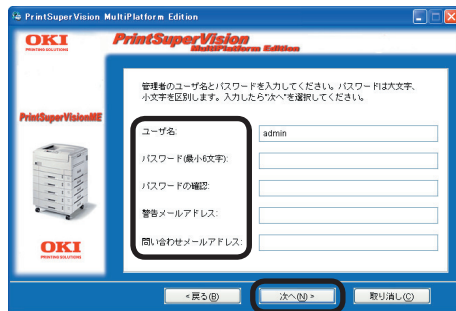 PrintSuperVision MultiPlatform Edition
OKI
PRINTING SOLUTIONS
PrintSuperVision
MultiPlatform Edition
管理者のユーザ名とパスワードを入力してください。パスワードは大文字、
小文字を区別します。入力したら"次へ"を選択してください。
PrintSuperVisionME
ユーザ名:
admin
パスワード(最小6文字):
パスワードの確認:
警告メールアドレス:
問い合わせメールアドレス:
OKI
PRINTING SOLUTIONS
<戻る(B)
次へ(N)>
取り消し(C)